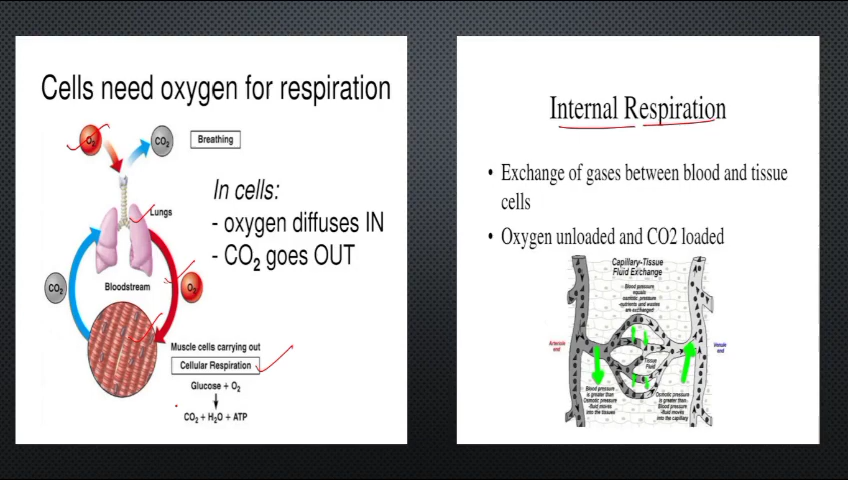 Cells need oxygen for respiration
O₂
CO₂
Breathing
In cells:
Lungs
- oxygen diffuses IN
- CO₂ goes OUT
CO₂
Bloodstream
O₂
Muscle cells carrying out
Cellular Respiration
Glucose + O₂
CO₂ + H₂O + ATP
Internal Respiration
• Exchange of gases between blood and tissue
cells
• Oxygen unloaded and CO2 loaded
Capillary-Tissue
Fluid Exchange
Blood pressure
equals
osmotic pressure
-nutrients and wastes
are exchanged
Arteriole
end
Venule
end
Tissue
Fluid
Blood pressure
is greater than
Osmotic pressure
-fluid moves
into the tissues
Osmotic pressure
is greater than
Blood pressure
-fluid moves
into the capillary